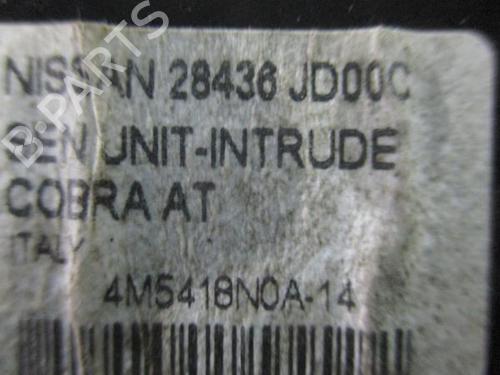 B-PARTS
NISSAN 28436 JD00C
SEN UNIT-INTRUDE
COBRA AT
ITALY
4M5418N0A-14